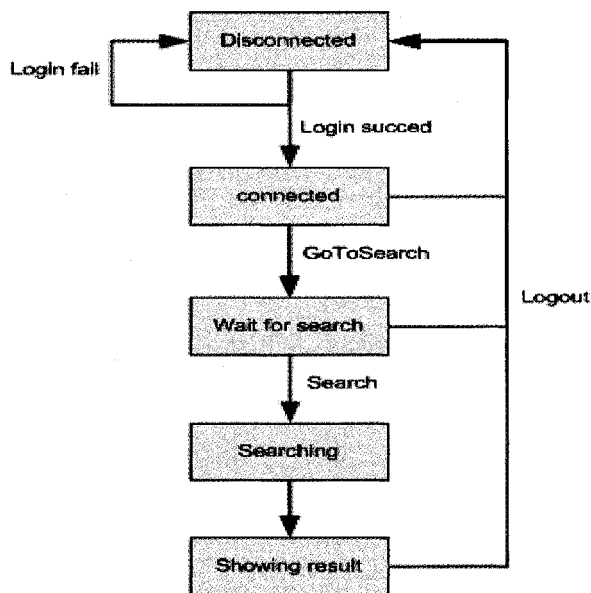 Disconnected
Login fail
Login succed
connected
GoToSearch
Logout
Wait for search
Search
Searching
Showing result